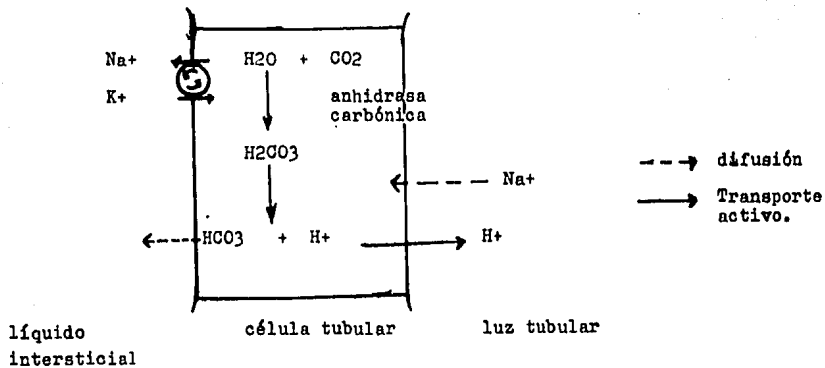 Na+
H2O + CO2
K+
anhidrasa
carbónica
H2CO3
difusión
Na+
Transporte
activo.
HCO3 + H+
H+
líquido
intersticial
célula tubular
luz tubular